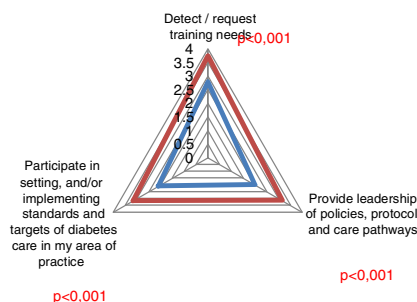 Detect / request
training needs
p<0,001
4
3.5
3
2.5
2
1.5
1
0.5
0
Participate in
setting, and/or
implementing
standards and
targets of diabetes
care in my area of
practice
p<0,001
Provide leadership
of policies, protocol
and care pathways
p<0,001